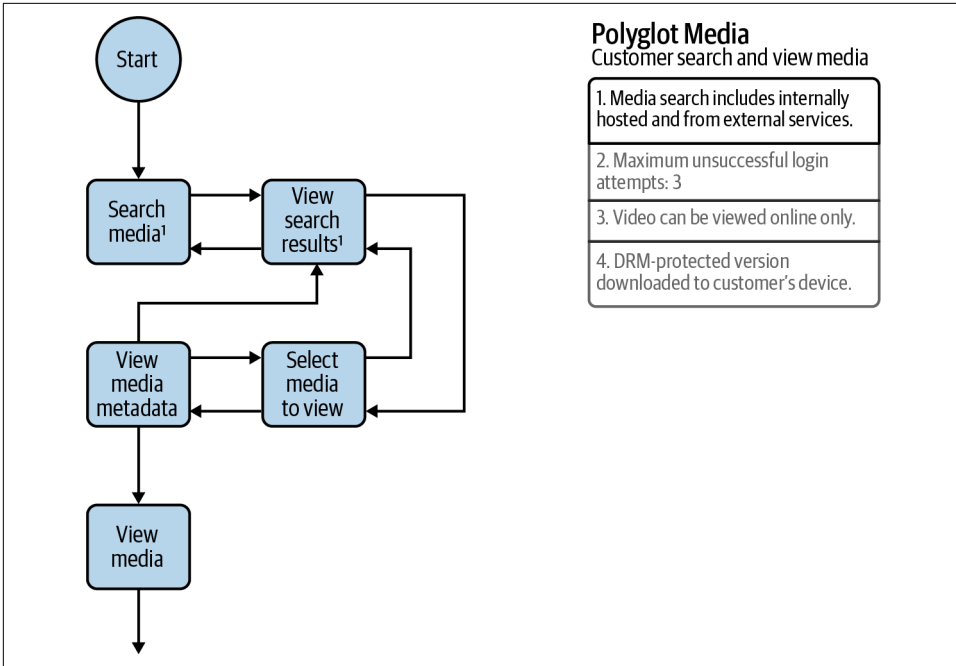 Start
Search
media¹
View
search
results¹
View
media
metadata
Select
media
to view
View
media
Polyglot Media
Customer search and view media
1. Media search includes internally
hosted and from external services.
2. Maximum unsuccessful login
attempts: 3
3. Video can be viewed online only.
4. DRM-protected version
downloaded to customer's device.